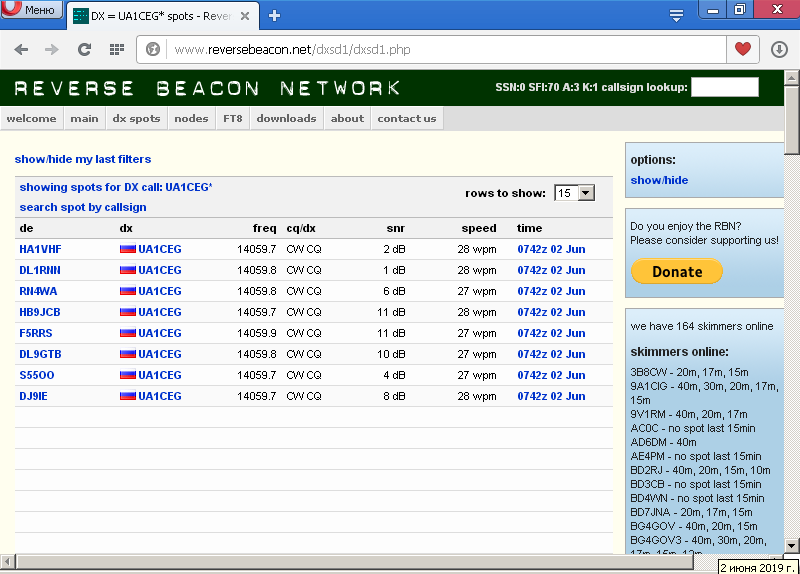 Меню
DX = UA1CEG* spots - Rever
www.reversebeacon.net/dxsd1/dxsd1.php
REVERSE BEACON NETWORK
SSN:0 SFI:70 A:3 K:1 callsign lookup:
welcome main dx spots nodes FT8 downloads about contact us
show/hide my last filters
showing spots for DX call: UA1CEG*
rows to show: 15
search spot by callsign
de dx freq cq/dx snr speed time
HA1VHF UA1CEG 14059.7 CW CQ 2 dB 28 wpm 0742z 02 Jun
DL1RNN UA1CEG 14059.8 CW CQ 1 dB 28 wpm 0742z 02 Jun
RN4WA UA1CEG 14059.8 CW CQ 6 dB 27 wpm 0742z 02 Jun
HB9JCB UA1CEG 14059.7 CW CQ 11 dB 28 wpm 0742z 02 Jun
F5RRS UA1CEG 14059.9 CW CQ 11 dB 27 wpm 0742z 02 Jun
DL9GTB UA1CEG 14059.8 CW CQ 10 dB 27 wpm 0742z 02 Jun
S55OO UA1CEG 14059.7 CW CQ 4 dB 27 wpm 0742z 02 Jun
DJ9IE UA1CEG 14059.7 CW CQ 8 dB 28 wpm 0742z 02 Jun
options:
show/hide
Do you enjoy the RBN?
Please consider supporting us!
Donate
we have 164 skimmers online
skimmers online:
3B8CW - 20m, 17m, 15m
9A1CIG - 40m, 30m, 20m, 17m,
15m
9V1RM - 40m, 20m, 17m
AC0C - no spot last 15min
AD6DM - 40m
AE4PM - no spot last 15min
BD2RJ - 40m, 20m, 15m, 10m
BD3CB - no spot last 15min
BD4WN - no spot last 15min
BD7JNA - 20m, 17m, 15m
BG4GOV - 40m, 20m, 15m
BG4GOV3 - 40m, 30m, 20m,
17m, 15m, 12m
2 июня 2019 г.